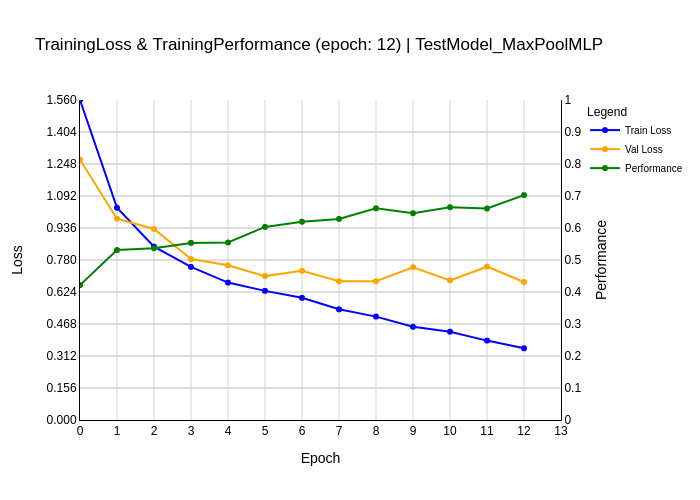 TrainingLoss & TrainingPerformance (epoch: 12) | TestModel_MaxPoolMLP
Legend
Train Loss
Val Loss
Performance
Loss
1.560
1.404
1.248
1.092
0.936
0.780
0.624
0.468
0.312
0.156
0.000
1
0.9
0.8
0.7
0.6
0.5
0.4
0.3
0.2
0.1
0
Performance
0 1 2 3 4 5 6 7 8 9 10 11 12 13
Epoch